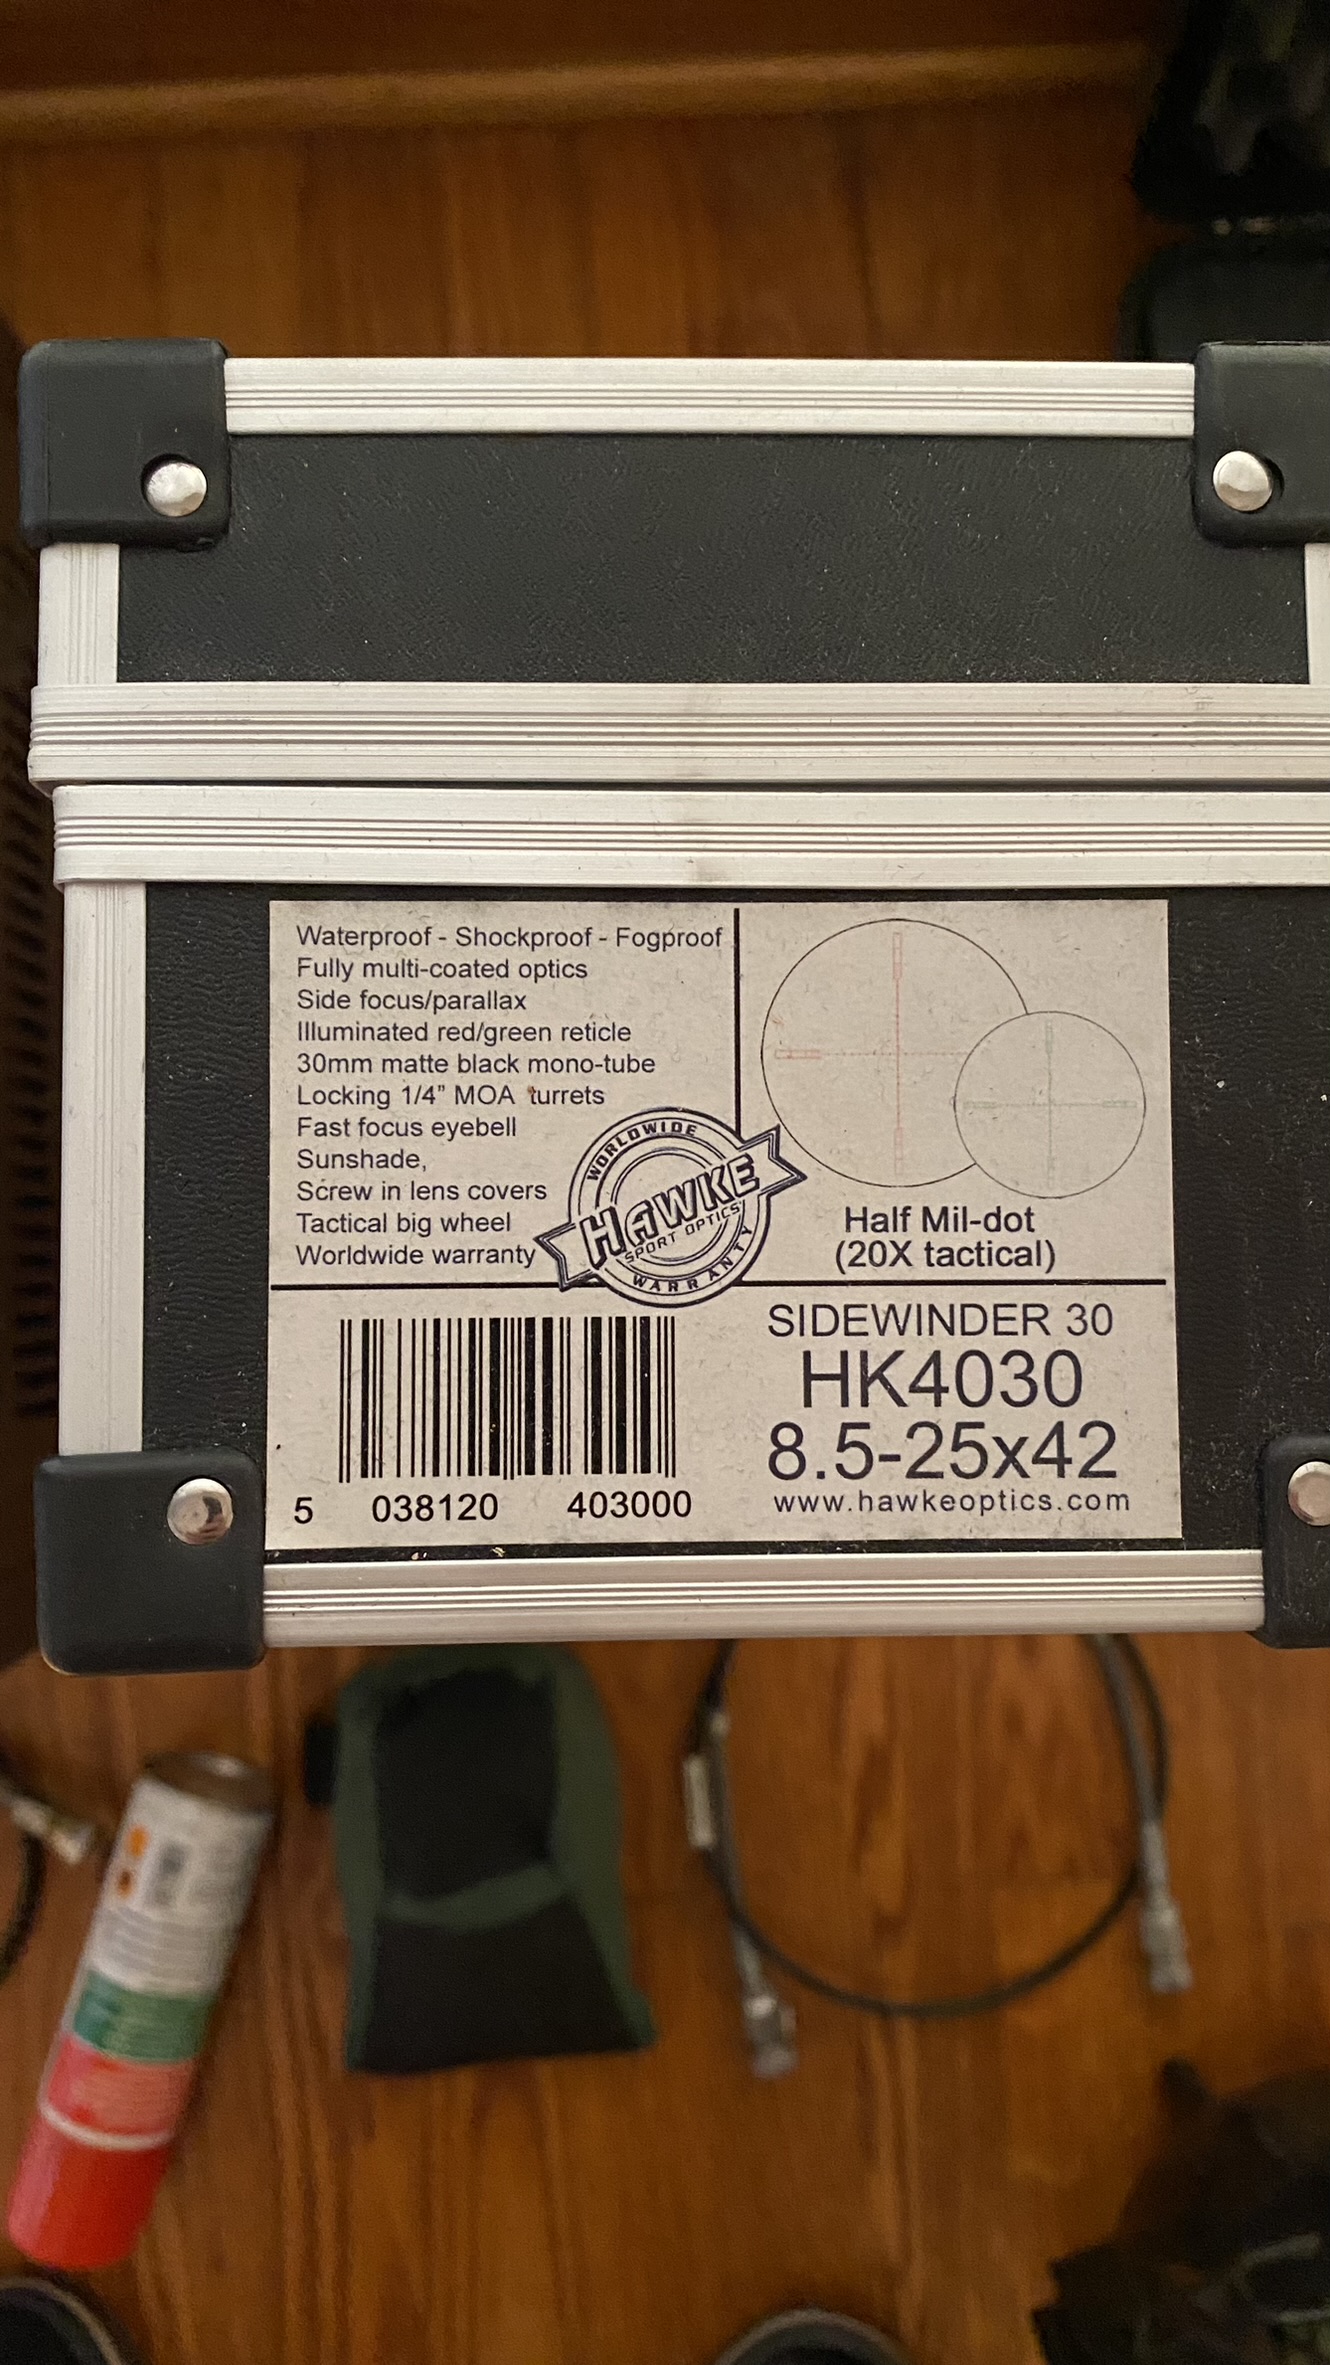 Waterproof - Shockproof - Fogproof
Fully multi-coated optics
Side focus/parallax
Illuminated red/green reticle
30mm matte black mono-tube
Locking 1/4" MOA turrets
Fast focus eyebell
Sunshade,
Screw in lens covers
Tactical big wheel
Worldwide warranty
WORLDWIDE
HAWKE
SPORT OPTICS
WARRANTY
Half Mil-dot
(20X tactical)
SIDEWINDER 30
HK4030
8.5-25x42
www.hawkeoptics.com
5 038120 403000